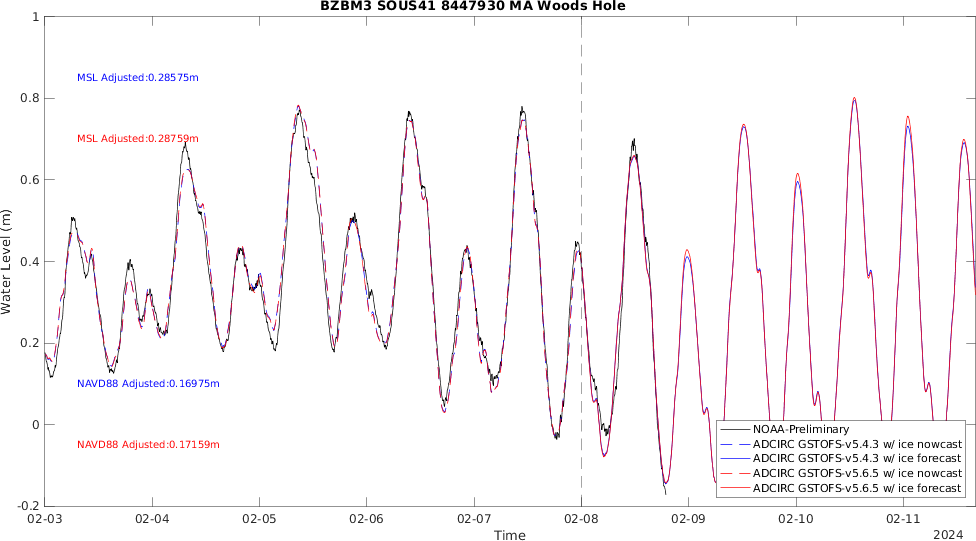 BZBM3 SOUS41 8447930 MA Woods Hole
1
0.8
0.6
0.4
0.2
0
-0.2
Water Level (m)
MSL Adjusted:0.28575m
MSL Adjusted:0.28759m
NAVD88 Adjusted:0.16975m
NAVD88 Adjusted:0.17159m
NOAA-Preliminary
ADCIRC GSTOFS-v5.4.3 w/ ice nowcast
ADCIRC GSTOFS-v5.4.3 w/ ice forecast
ADCIRC GSTOFS-v5.6.5 w/ ice nowcast
ADCIRC GSTOFS-v5.6.5 w/ ice forecast
02-03 02-04 02-05 02-06 02-07 02-08 02-09 02-10 02-11
Time
2024